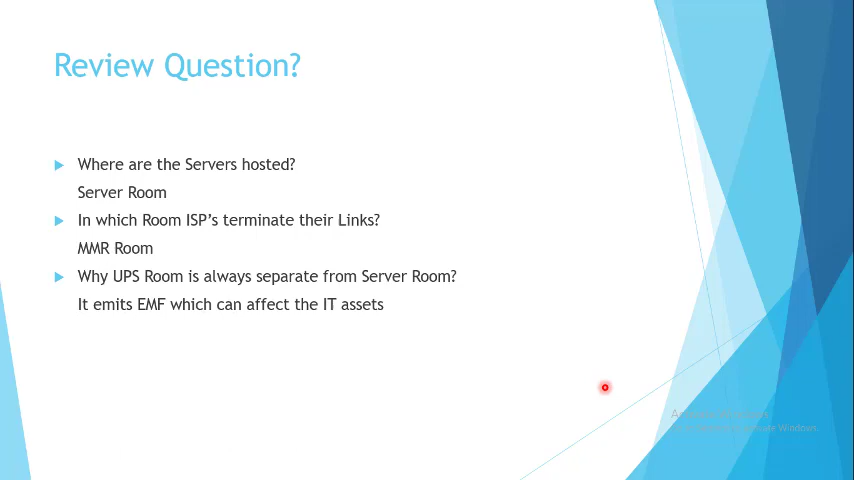 Review Question?
Where are the Servers hosted?
Server Room
In which Room ISP's terminate their Links?
MMR Room
Why UPS Room is always separate from Server Room?
It emits EMF which can affect the IT assets
Windows.